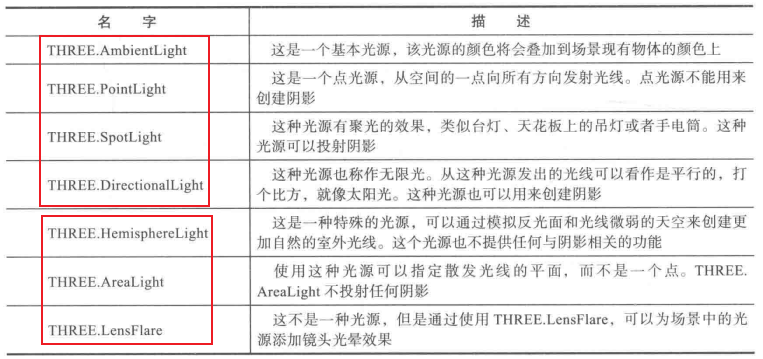 名 字 描 述
THREE.AmbientLight 这是一个基本光源，该光源的颜色将会叠加到场景现有物体的颜色上
THREE.PointLight 这是一个点光源，从空间的一点向所有方向发射光线。点光源不能用来
创建阴影
THREE.SpotLight 这种光源有聚光的效果，类似台灯、天花板上的吊灯或者手电筒。这种
光源可以投射阴影
THREE.DirectionalLight 这种光源也称作无限光。从这种光源发出的光线可以看作是平行的，打
个比方，就像太阳光。这种光源也可以用来创建阴影
THREE.HemisphereLight 这是一种特殊的光源，可以通过模拟反光面和光线微弱的天空来创建更
加自然的室外光线。这个光源也不提供任何与阴影相关的功能
THREE.AreaLight 使用这种光源可以指定散发光线的平面，而不是一个点。THREE.
AreaLight 不投射任何阴影
THREE.LensFlare 这不是一种光源，但是通过使用 THREE.LensFlare，可以为场景中的光
源添加镜头光晕效果